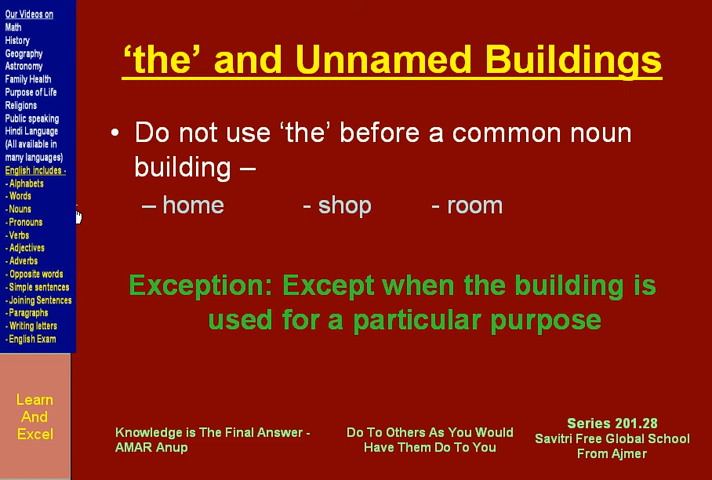 Our Videos on
Math
History
Geography
Astronomy
Family Health
Purpose of Life
Religions
Public speaking
Hindi Language
(All available in
many languages)
English includes -
- Alphabets
- Words
- Nouns
- Pronouns
- Verbs
- Adjectives
- Adverbs
- Opposite words
- Simple sentences
- Joining Sentences
- Paragraphs
- Writing letters
- English Exam
Learn
And
Excel
‘the’ and Unnamed Buildings
• Do not use ‘the’ before a common noun
building –
– home - shop - room
Exception: Except when the building is
used for a particular purpose
Knowledge is The Final Answer -
AMAR Anup
Do To Others As You Would
Have Them Do To You
Series 201.28
Savitri Free Global School
From Ajmer